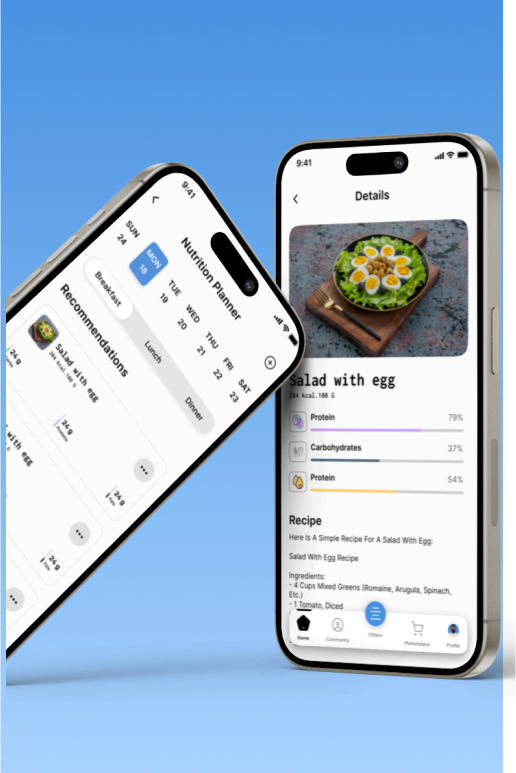 9:41
Nutrition Planner
SUN
24
MON
18
TUE
19
WED
20
THU
21
FRI
22
SAT
23
Breakfast
Lunch
Dinner
Recommendations
24 g
Salad with egg
284 kcal.100 G
24 g
24 g
with egg
24 g
9:41
Details
Salad with egg
284 kcal.100 G
Protein 79%
Carbohydrates 37%
Protein 54%
Recipe
Here Is A Simple Recipe For A Salad With Egg:
Salad With Egg Recipe
Ingredients:
- 4 Cups Mixed Greens (Romaine, Arugula, Spinach,
Etc.)
- 1 Tomato, Diced
Home
Community
Others
Marketplace
Profile